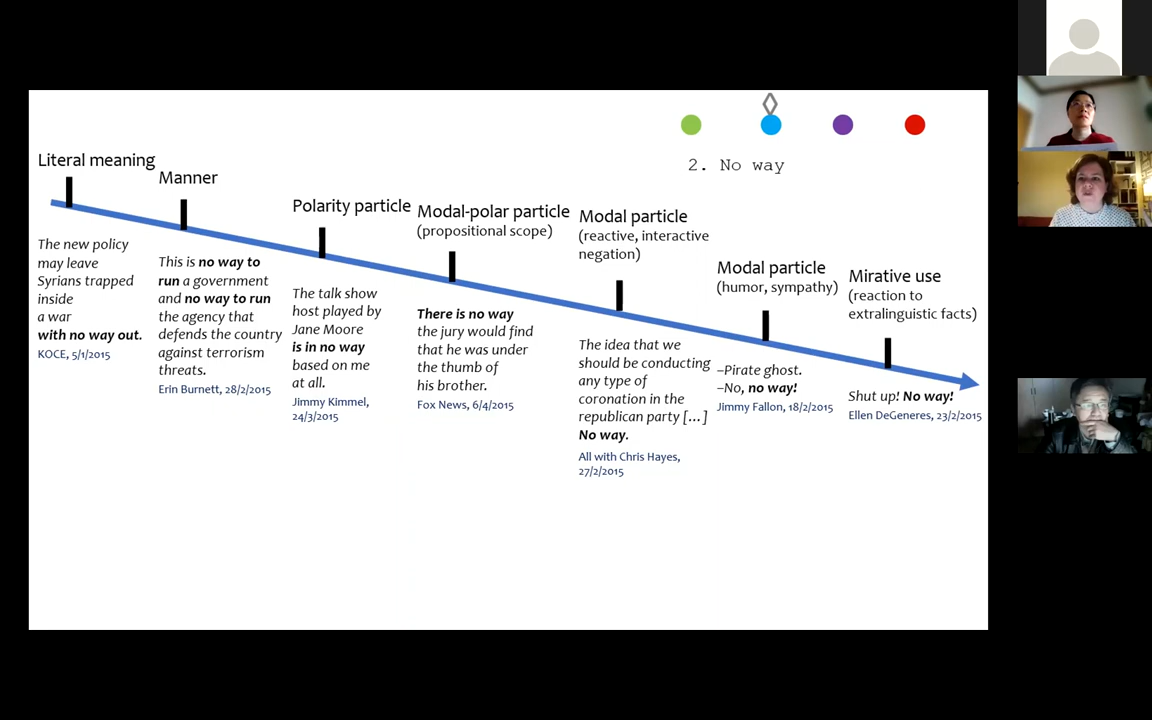 2. No way
Literal meaning
The new policy
may leave
Syrians trapped
inside
a war
with no way out.
KOCE, 5/1/2015
Manner
This is no way to
run a government
and no way to run
the agency that
defends the country
against terrorism
threats.
Erin Burnett, 28/2/2015
Polarity particle
The talk show
host played by
Jane Moore
is in no way
based on me
at all.
Jimmy Kimmel,
24/3/2015
Modal-polar particle
(propositional scope)
There is no way
the jury would find
that he was under
the thumb of
his brother.
Fox News, 6/4/2015
Modal particle
(reactive, interactive
negation)
The idea that we
should be conducting
any type of
coronation in the
republican party [...]
No way.
All with Chris Hayes,
27/2/2015
Modal particle
(humor, sympathy)
–Pirate ghost.
–No, no way!
Jimmy Fallon, 18/2/2015
Mirative use
(reaction to
extralinguistic facts)
Shut up! No way!
Ellen DeGeneres, 23/2/2015